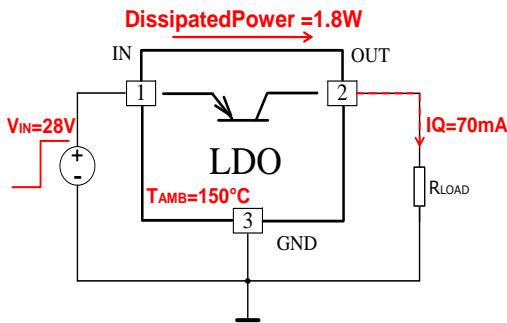 DissipatedPower =1.8W
IN
OUT
1
2
VIN=28V
IQ=70mA
+
-
LDO
TAMB=150°C
RLOAD
3
GND